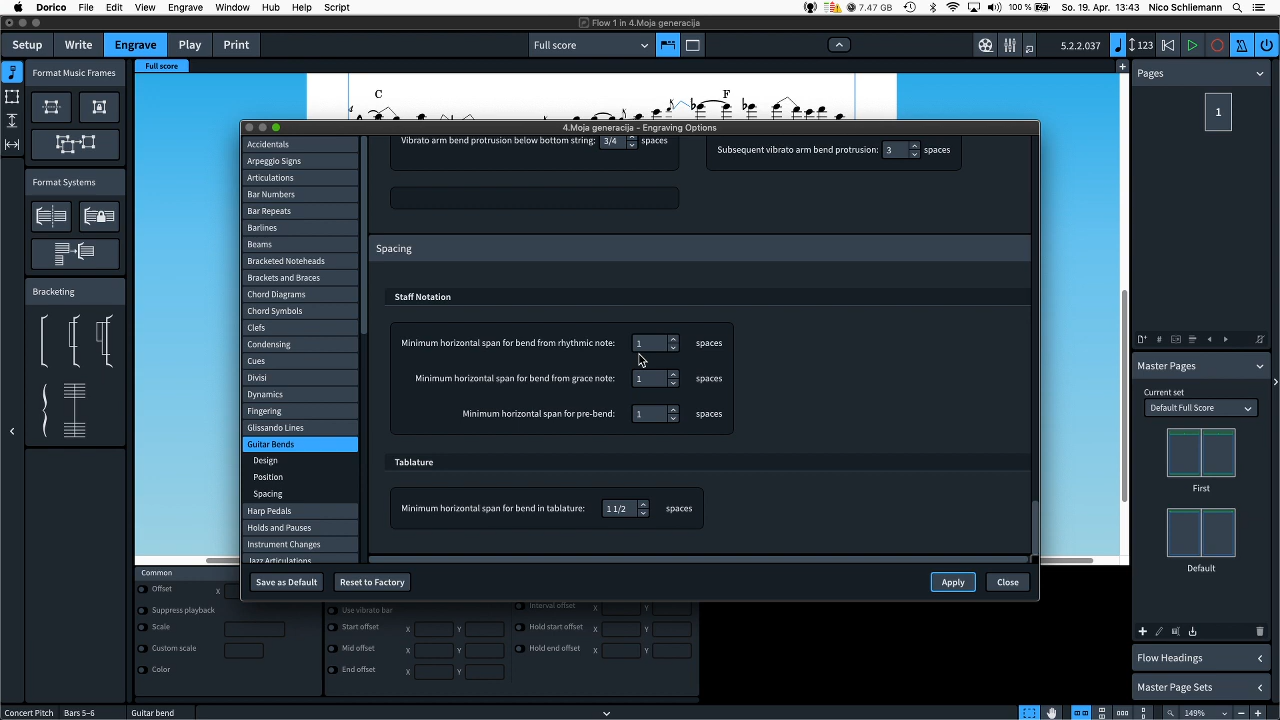 Dorico File Edit View Engrave Window Hub Help Script 7.47 GB 100 % So. 19. Apr. 13:43 Nico Schliemann
Flow 1 in 4.Moja generacija
Setup Write Engrave Play Print Full score 5.2.2.037 123
Full score
Format Music Frames
Format Systems
Bracketing
C F
4.Moja generacija - Engraving Options
Accidentals
Arpeggio Signs
Articulations
Bar Numbers
Bar Repeats
Barlines
Beams
Bracketed Noteheads
Brackets and Braces
Chord Diagrams
Chord Symbols
Clefs
Condensing
Cues
Divisi
Dynamics
Fingering
Glissando Lines
Guitar Bends
Design
Position
Spacing
Harp Pedals
Holds and Pauses
Instrument Changes
Jazz Articulations
Vibrato arm bend protrusion below bottom string: 3/4 spaces
Subsequent vibrato arm bend protrusion: 3 spaces
Spacing
Staff Notation
Minimum horizontal span for bend from rhythmic note: 1 spaces
Minimum horizontal span for bend from grace note: 1 spaces
Minimum horizontal span for pre-bend: 1 spaces
Tablature
Minimum horizontal span for bend in tablature: 1 1/2 spaces
Save as Default Reset to Factory Apply Close
Common
Offset X
Suppress playback
Scale
Custom scale
Color
Use vibrato bar
Start offset X Y
Mid offset X Y
End offset X Y
Interval offset X Y
Hold start offset X Y
Hold end offset X Y
Pages
1
Master Pages
Current set
Default Full Score
First
Default
Flow Headings
Master Page Sets
Concert Pitch Bars 5–6 Guitar bend 149%